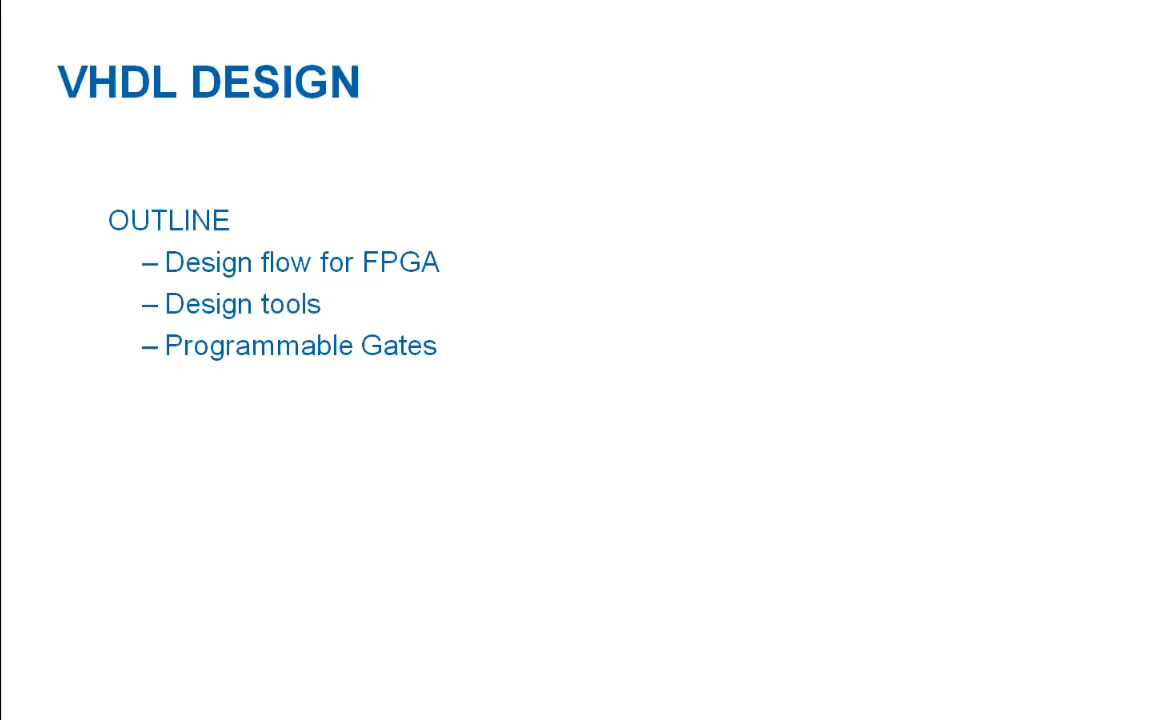 VHDL DESIGN
OUTLINE
– Design flow for FPGA
– Design tools
– Programmable Gates